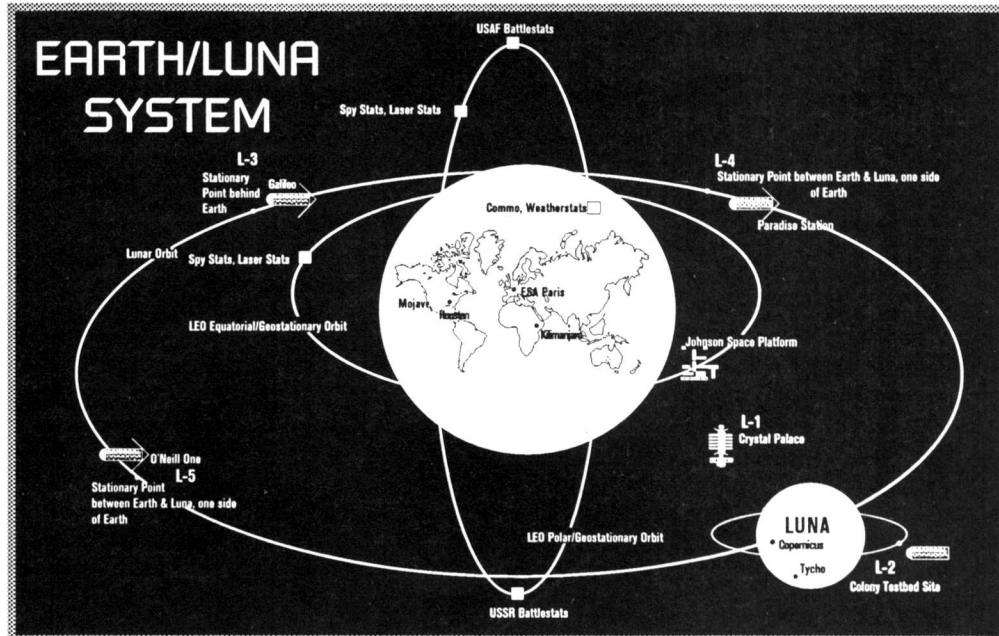 EARTH/LUNA
SYSTEM
USAF Battlestats
Spy Stats, Laser Stats
L-3
Stationary
Point behind
Earth
Galileo
L-4
Stationary Point between Earth & Luna, one side
of Earth
Paradise Station
Commo, Weatherstats
Lunar Orbit
Spy Stats, Laser Stats
Mojave
Houston
ESA Paris
Kilimanjaro
LEO Equatorial/Geostationary Orbit
Johnson Space Platform
L-1
Crystal Palace
O'Neill One
L-5
Stationary Point
between Earth & Luna, one side
of Earth
LEO Polar/Geostationary Orbit
LUNA
Copernicus
Tycho
L-2
Colony Testbed Site
USSR Battlestats